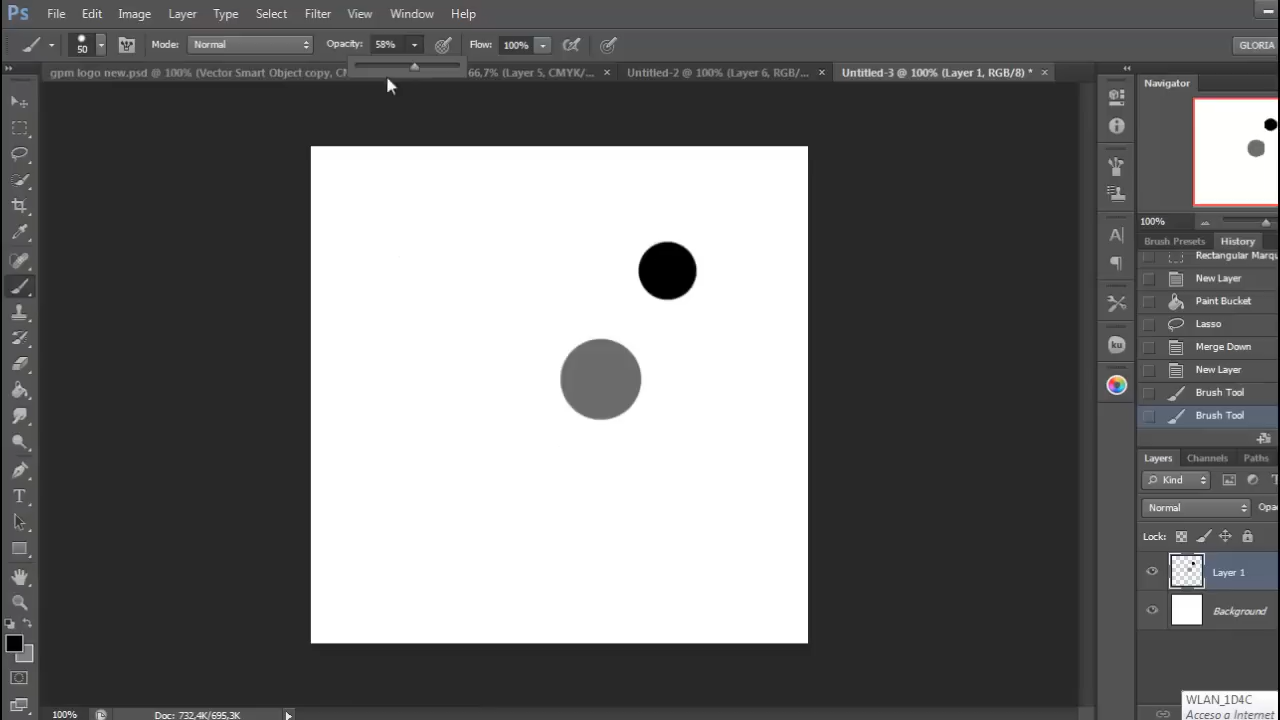 Ps File Edit Image Layer Type Select Filter View Window Help
50 Mode: Normal Opacity: 58% Flow: 100% GLORIA
gpm logo new.psd @ 100% (Vector Smart Object copy, CM 66,7% (Layer 5, CMYK/... × Untitled-2 @ 100% (Layer 6, RGB/... × Untitled-3 @ 100% (Layer 1, RGB/8) * ×
Navigator
100%
Brush Presets History
Rectangular Marqu
New Layer
Paint Bucket
Lasso
Merge Down
New Layer
Brush Tool
Brush Tool
Layers Channels Paths
Kind
Normal Opa
Lock:
Layer 1
Background
WLAN_1D4C
Acceso a Internet
100% Doc: 732,4K/695,3K